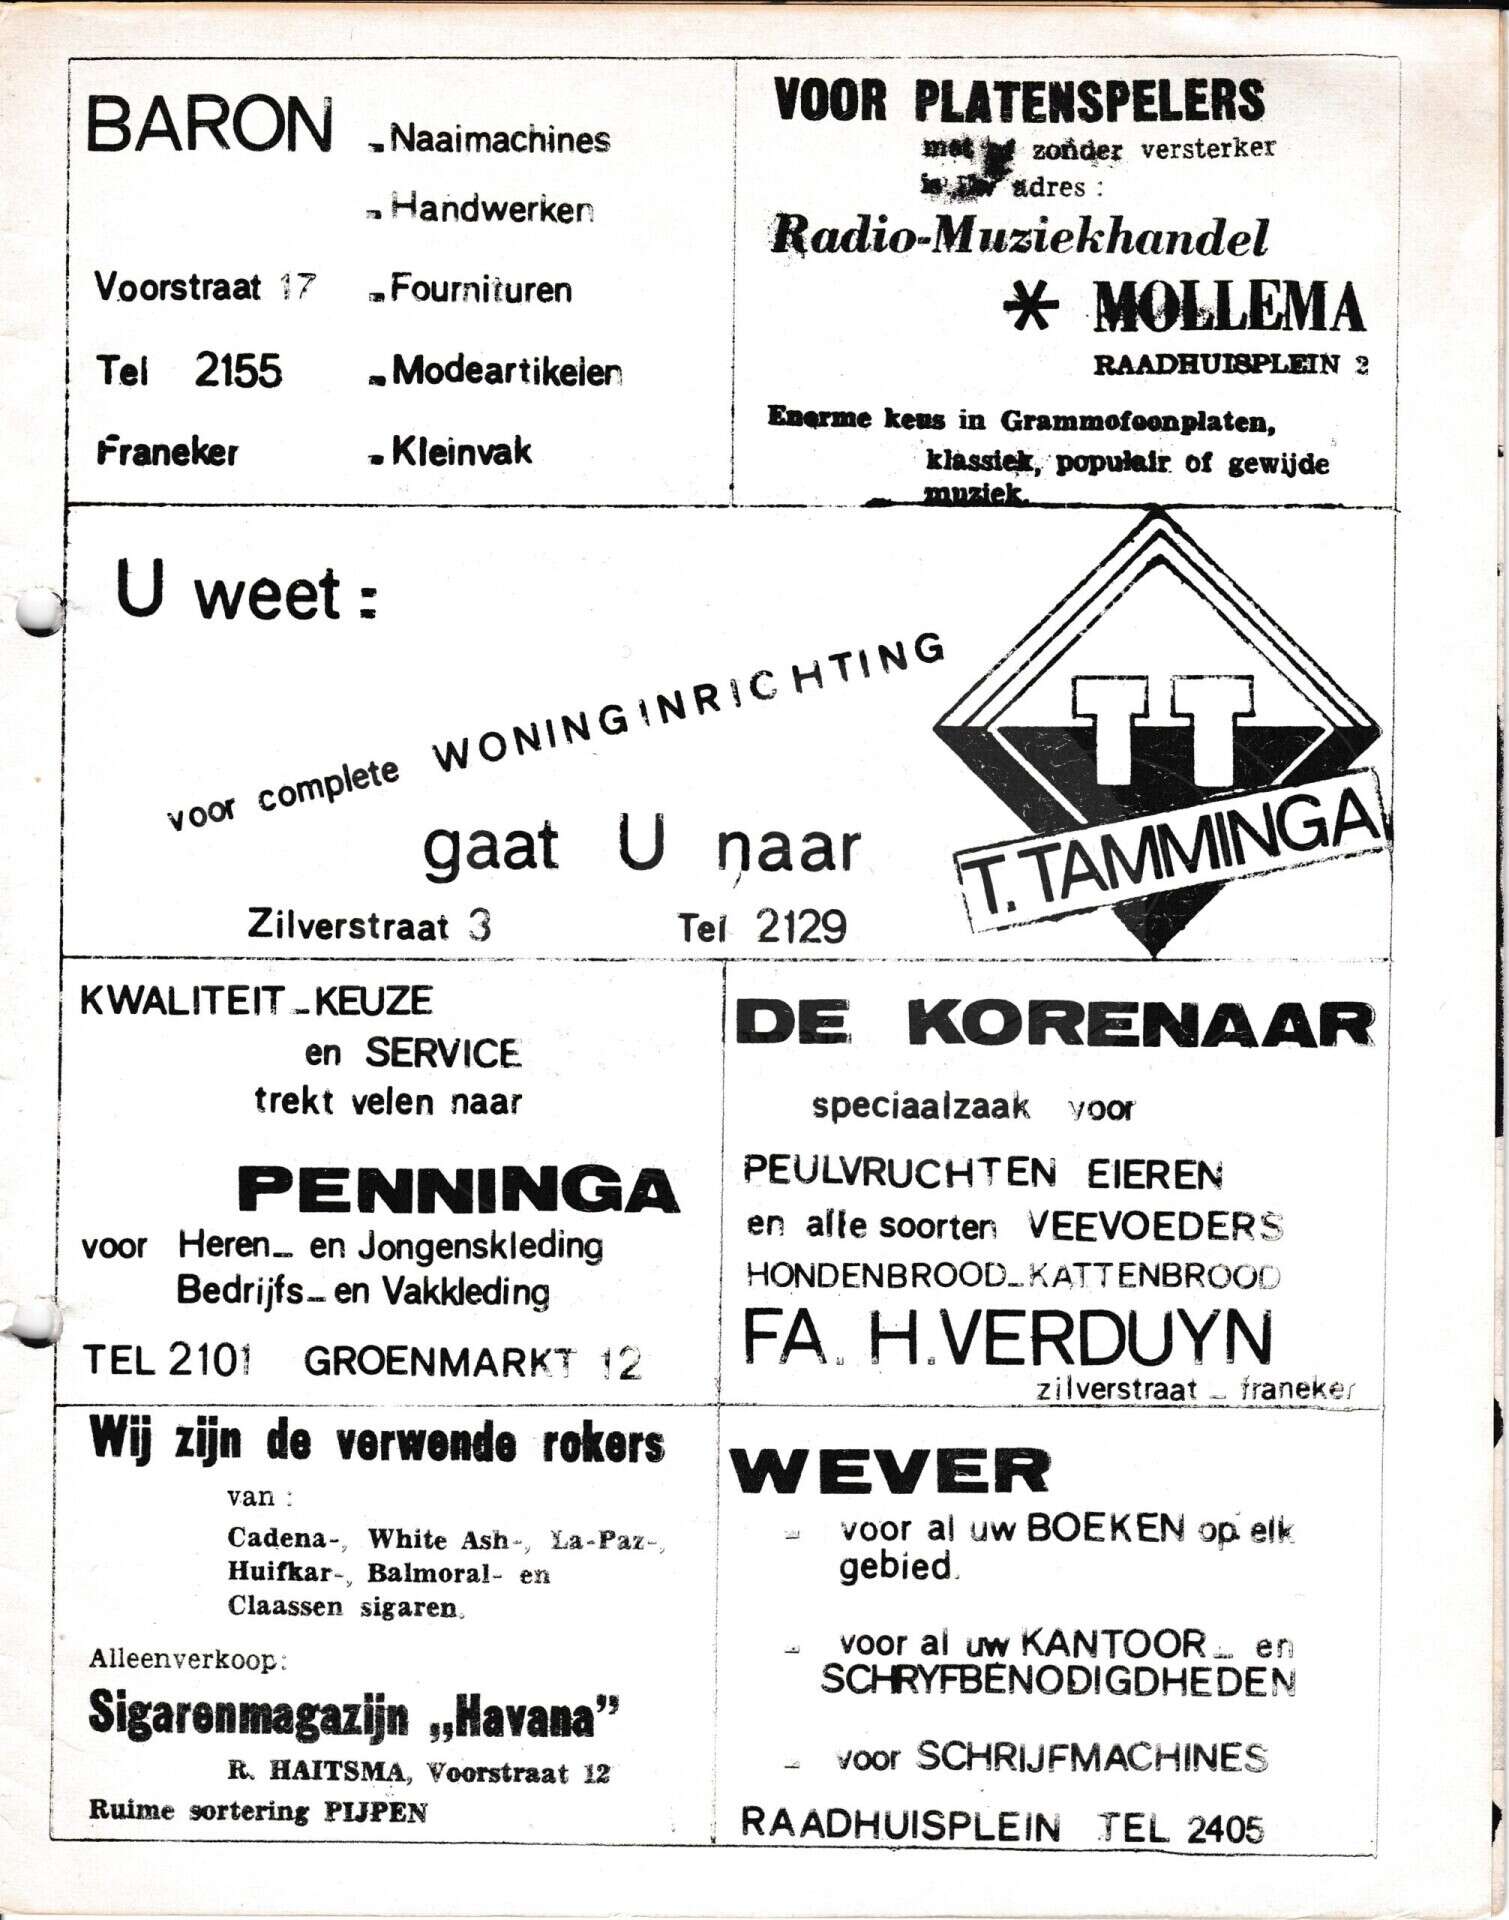 BARON
Voorstraat 17
Tel 2155
Franeker
- Naaimachines
- Handwerken
- Fournituren
- Modeartikelen
- Kleinvak
VOOR PLATENSPELERS
met of zonder versterker
is Uw adres :
Radio-Muziekhandel
* MOLLEMA
RAADHUISPLEIN 2
Enorme keus in Grammofoonplaten,
klassiek, populair of gewijde
muziek.
U weet :
voor complete WONINGINRICHTING
gaat U naar
Zilverstraat 3 Tel 2129
TT
T. TAMMINGA
KWALITEIT - KEUZE
en SERVICE
trekt velen naar
PENNINGA
voor Heren- en Jongenskleding
Bedrijfs- en Vakkleding
TEL 2101 GROENMARKT 12
DE KORENAAR
speciaalzaak voor
PEULVRUCHTEN EIEREN
en alle soorten VEEVOEDERS
HONDENBROOD-KATTENBROOD
FA. H. VERDUYN
zilverstraat - franeker
Wij zijn de verwende rokers
van :
Cadena-, White Ash-, La-Paz-,
Huifkar-, Balmoral- en
Claassen sigaren.
Alleenverkoop:
Sigarenmagazijn „Havana”
R. HAITSMA, Voorstraat 12
Ruime sortering PIJPEN
WEVER
- voor al uw BOEKEN op elk
gebied.
- voor al uw KANTOOR- en
SCHRYFBENODIGDHEDEN
- voor SCHRIJFMACHINES
RAADHUISPLEIN TEL 2405